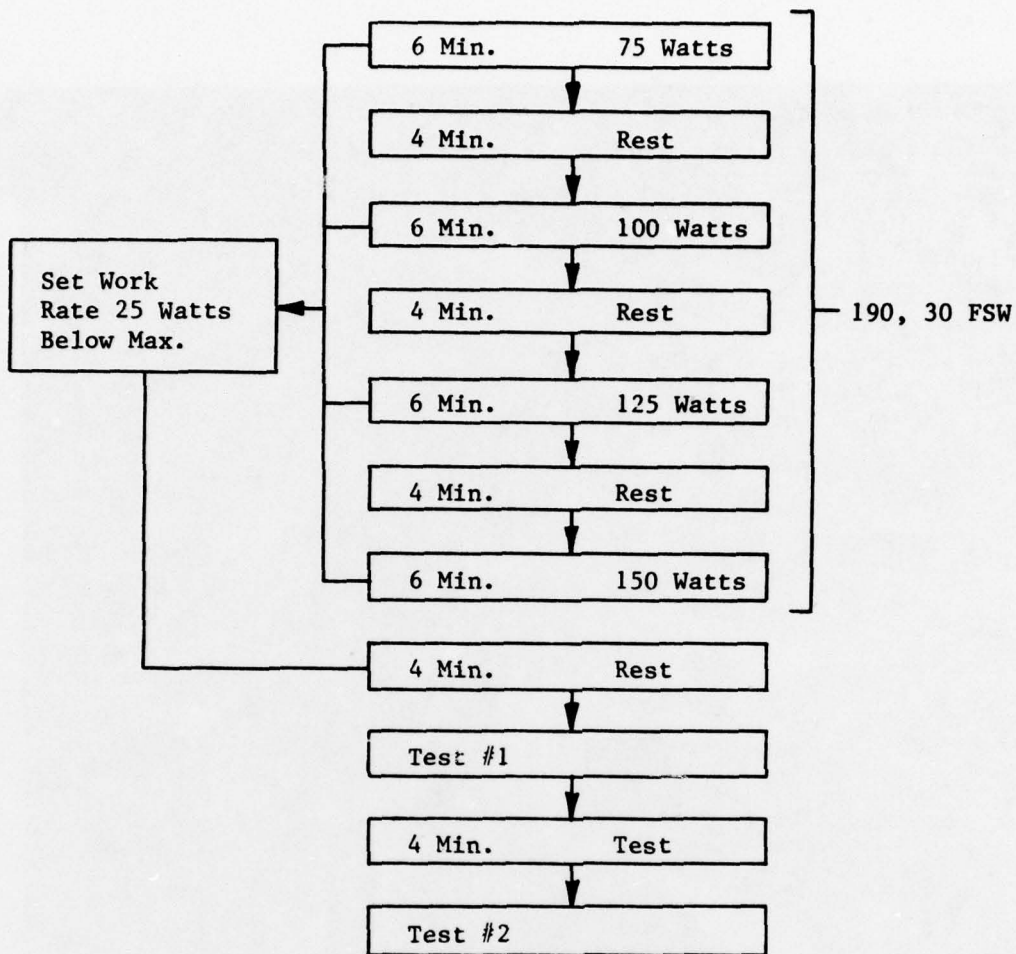 6 Min. 75 Watts
4 Min. Rest
6 Min. 100 Watts
Set Work
Rate 25 Watts
Below Max.
4 Min. Rest
190, 30 FSW
6 Min. 125 Watts
4 Min. Rest
6 Min. 150 Watts
4 Min. Rest
Test #1
4 Min. Test
Test #2